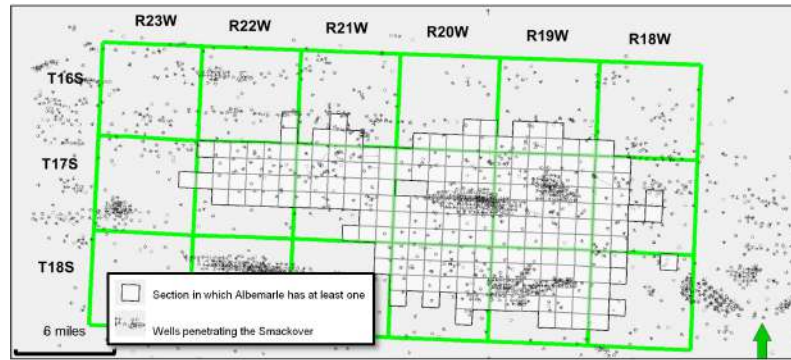 R23W R22W R21W R20W R19W R18W
T16S
T17S
T18S
Section in which Albemarle has at least one
Wells penetrating the Smackover
6 miles